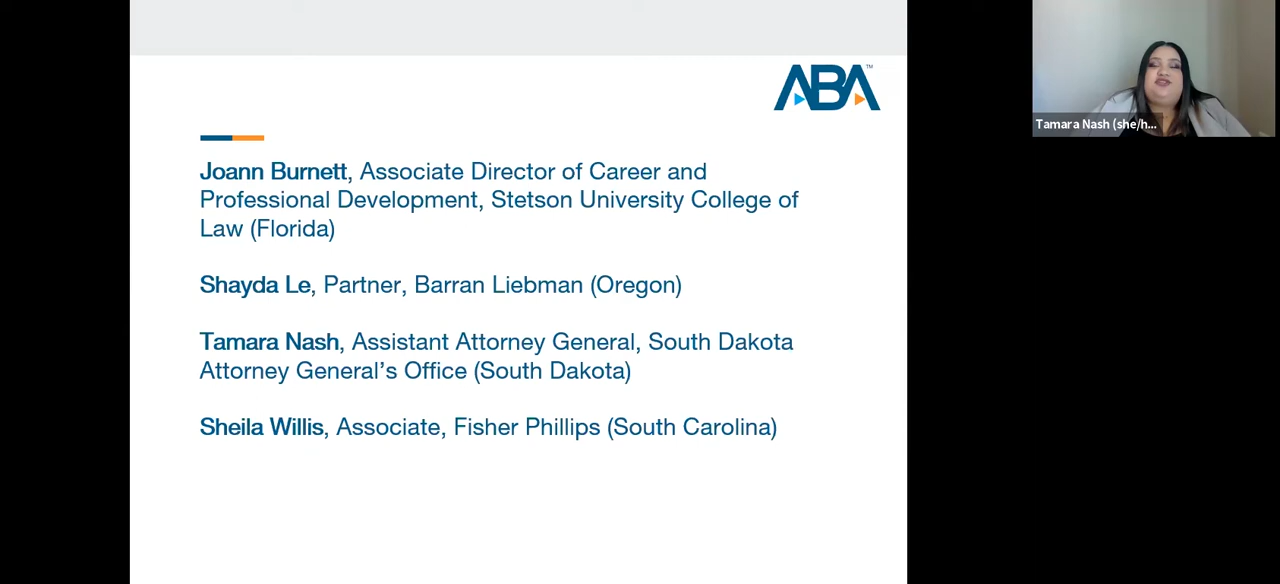 ABA™
Tamara Nash (she/h...
Joann Burnett, Associate Director of Career and
Professional Development, Stetson University College of
Law (Florida)
Shayda Le, Partner, Barran Liebman (Oregon)
Tamara Nash, Assistant Attorney General, South Dakota
Attorney General’s Office (South Dakota)
Sheila Willis, Associate, Fisher Phillips (South Carolina)